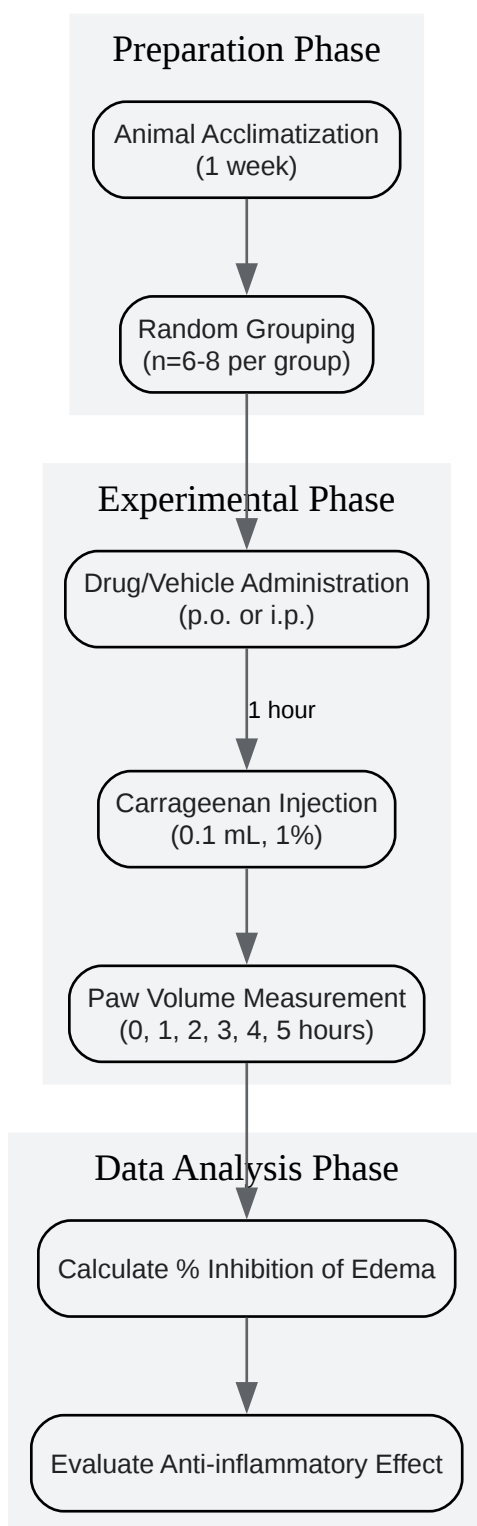 Preparation Phase
Animal Acclimatization
(1 week)
Random Grouping
(n=6-8 per group)
Experimental Phase
Drug/Vehicle Administration
(p.o. or i.p.)
1 hour
Carrageenan Injection
(0.1 mL, 1%)
Paw Volume Measurement
(0, 1, 2, 3, 4, 5 hours)
Data Analysis Phase
Calculate % Inhibition of Edema
Evaluate Anti-inflammatory Effect